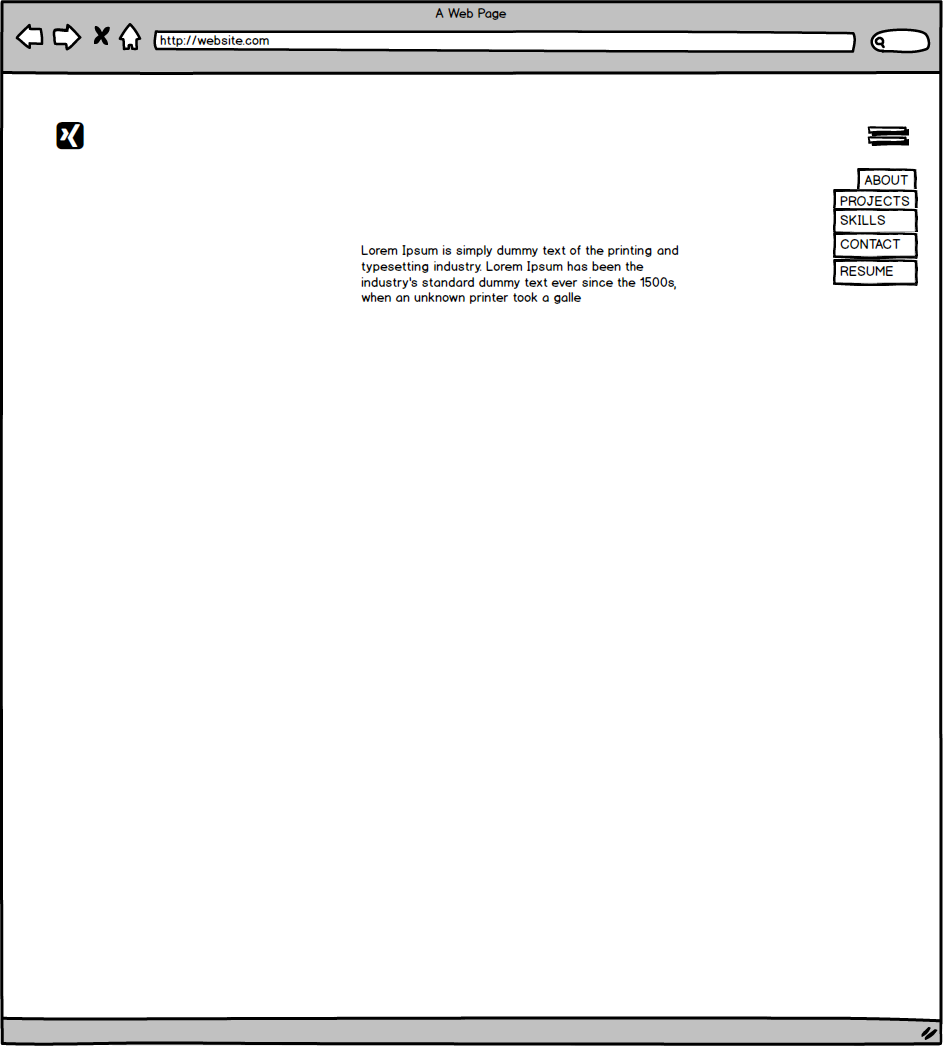 A Web Page
http://website.com
ABOUT
PROJECTS
SKILLS
CONTACT
RESUME
Lorem Ipsum is simply dummy text of the printing and
typesetting industry. Lorem Ipsum has been the
industry's standard dummy text ever since the 1500s,
when an unknown printer took a galle